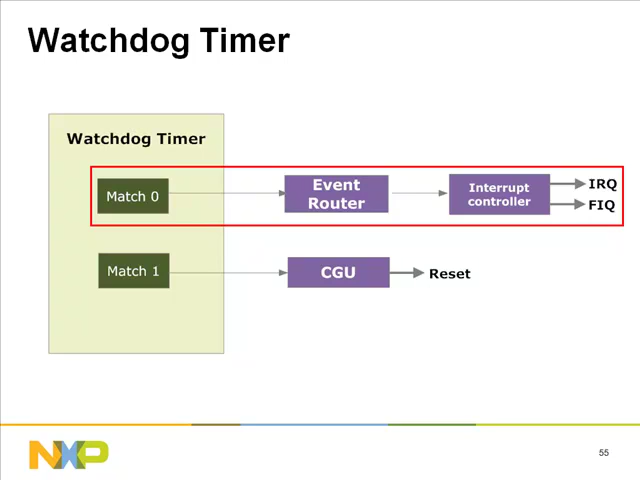 Watchdog Timer
Watchdog Timer
Match 0
Event
Router
Interrupt
controller
IRQ
FIQ
Match 1
CGU
Reset
NXP
55